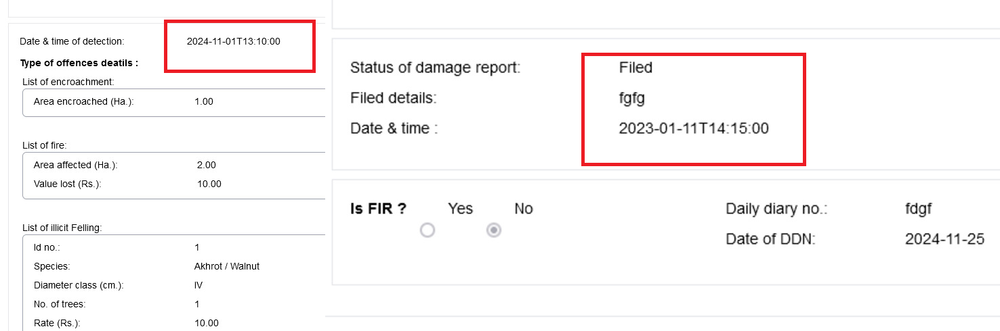 Date & time of detection: 2024-11-01T13:10:00
Type of offences deatils :
List of encroachment:
Area encroached (Ha.): 1.00
List of fire:
Area affected (Ha.): 2.00
Value lost (Rs.): 10.00
List of illicit Felling:
Id no.: 1
Species: Akhrot / Walnut
Diameter class (cm.): IV
No. of trees: 1
Rate (Rs.): 10.00
Status of damage report: Filed
Filed details: fgfg
Date & time : 2023-01-11T14:15:00
Is FIR ? Yes No
Daily diary no.: fdgf
Date of DDN: 2024-11-25